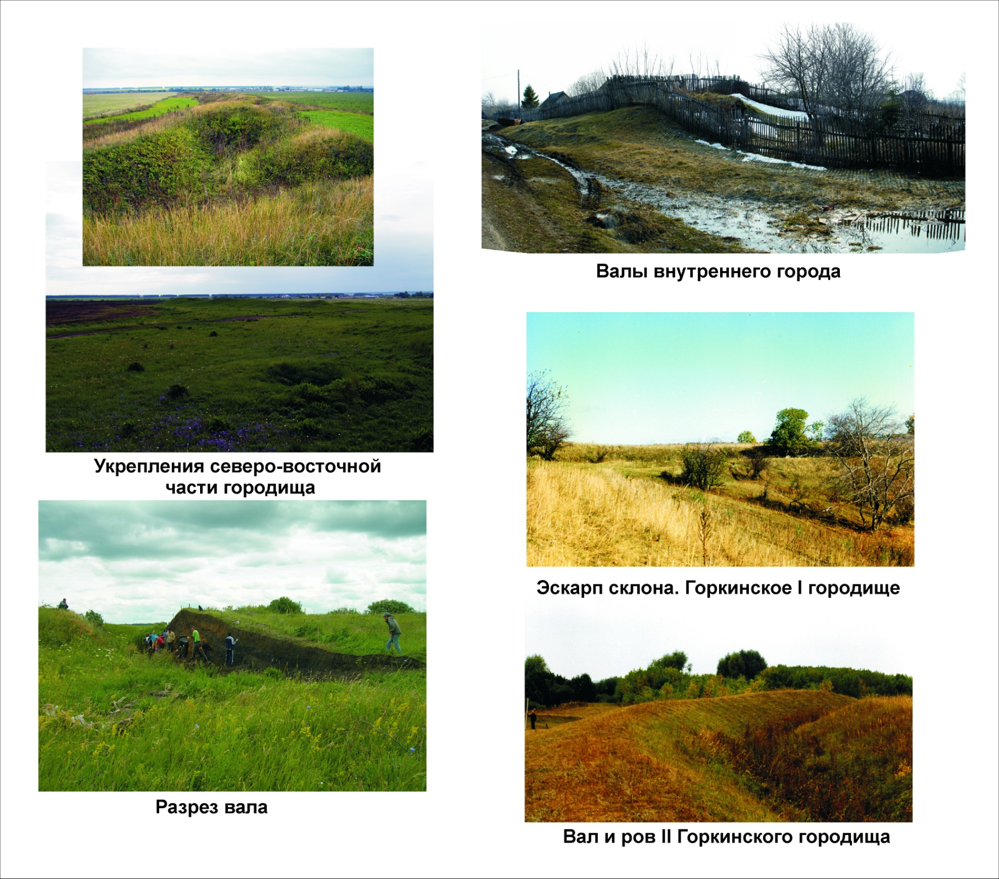 Укрепления северо-восточной
части городища
Разрез вала
Валы внутреннего города
Эскарп склона. Горкинское I городище
Вал и ров II Горкинского городища